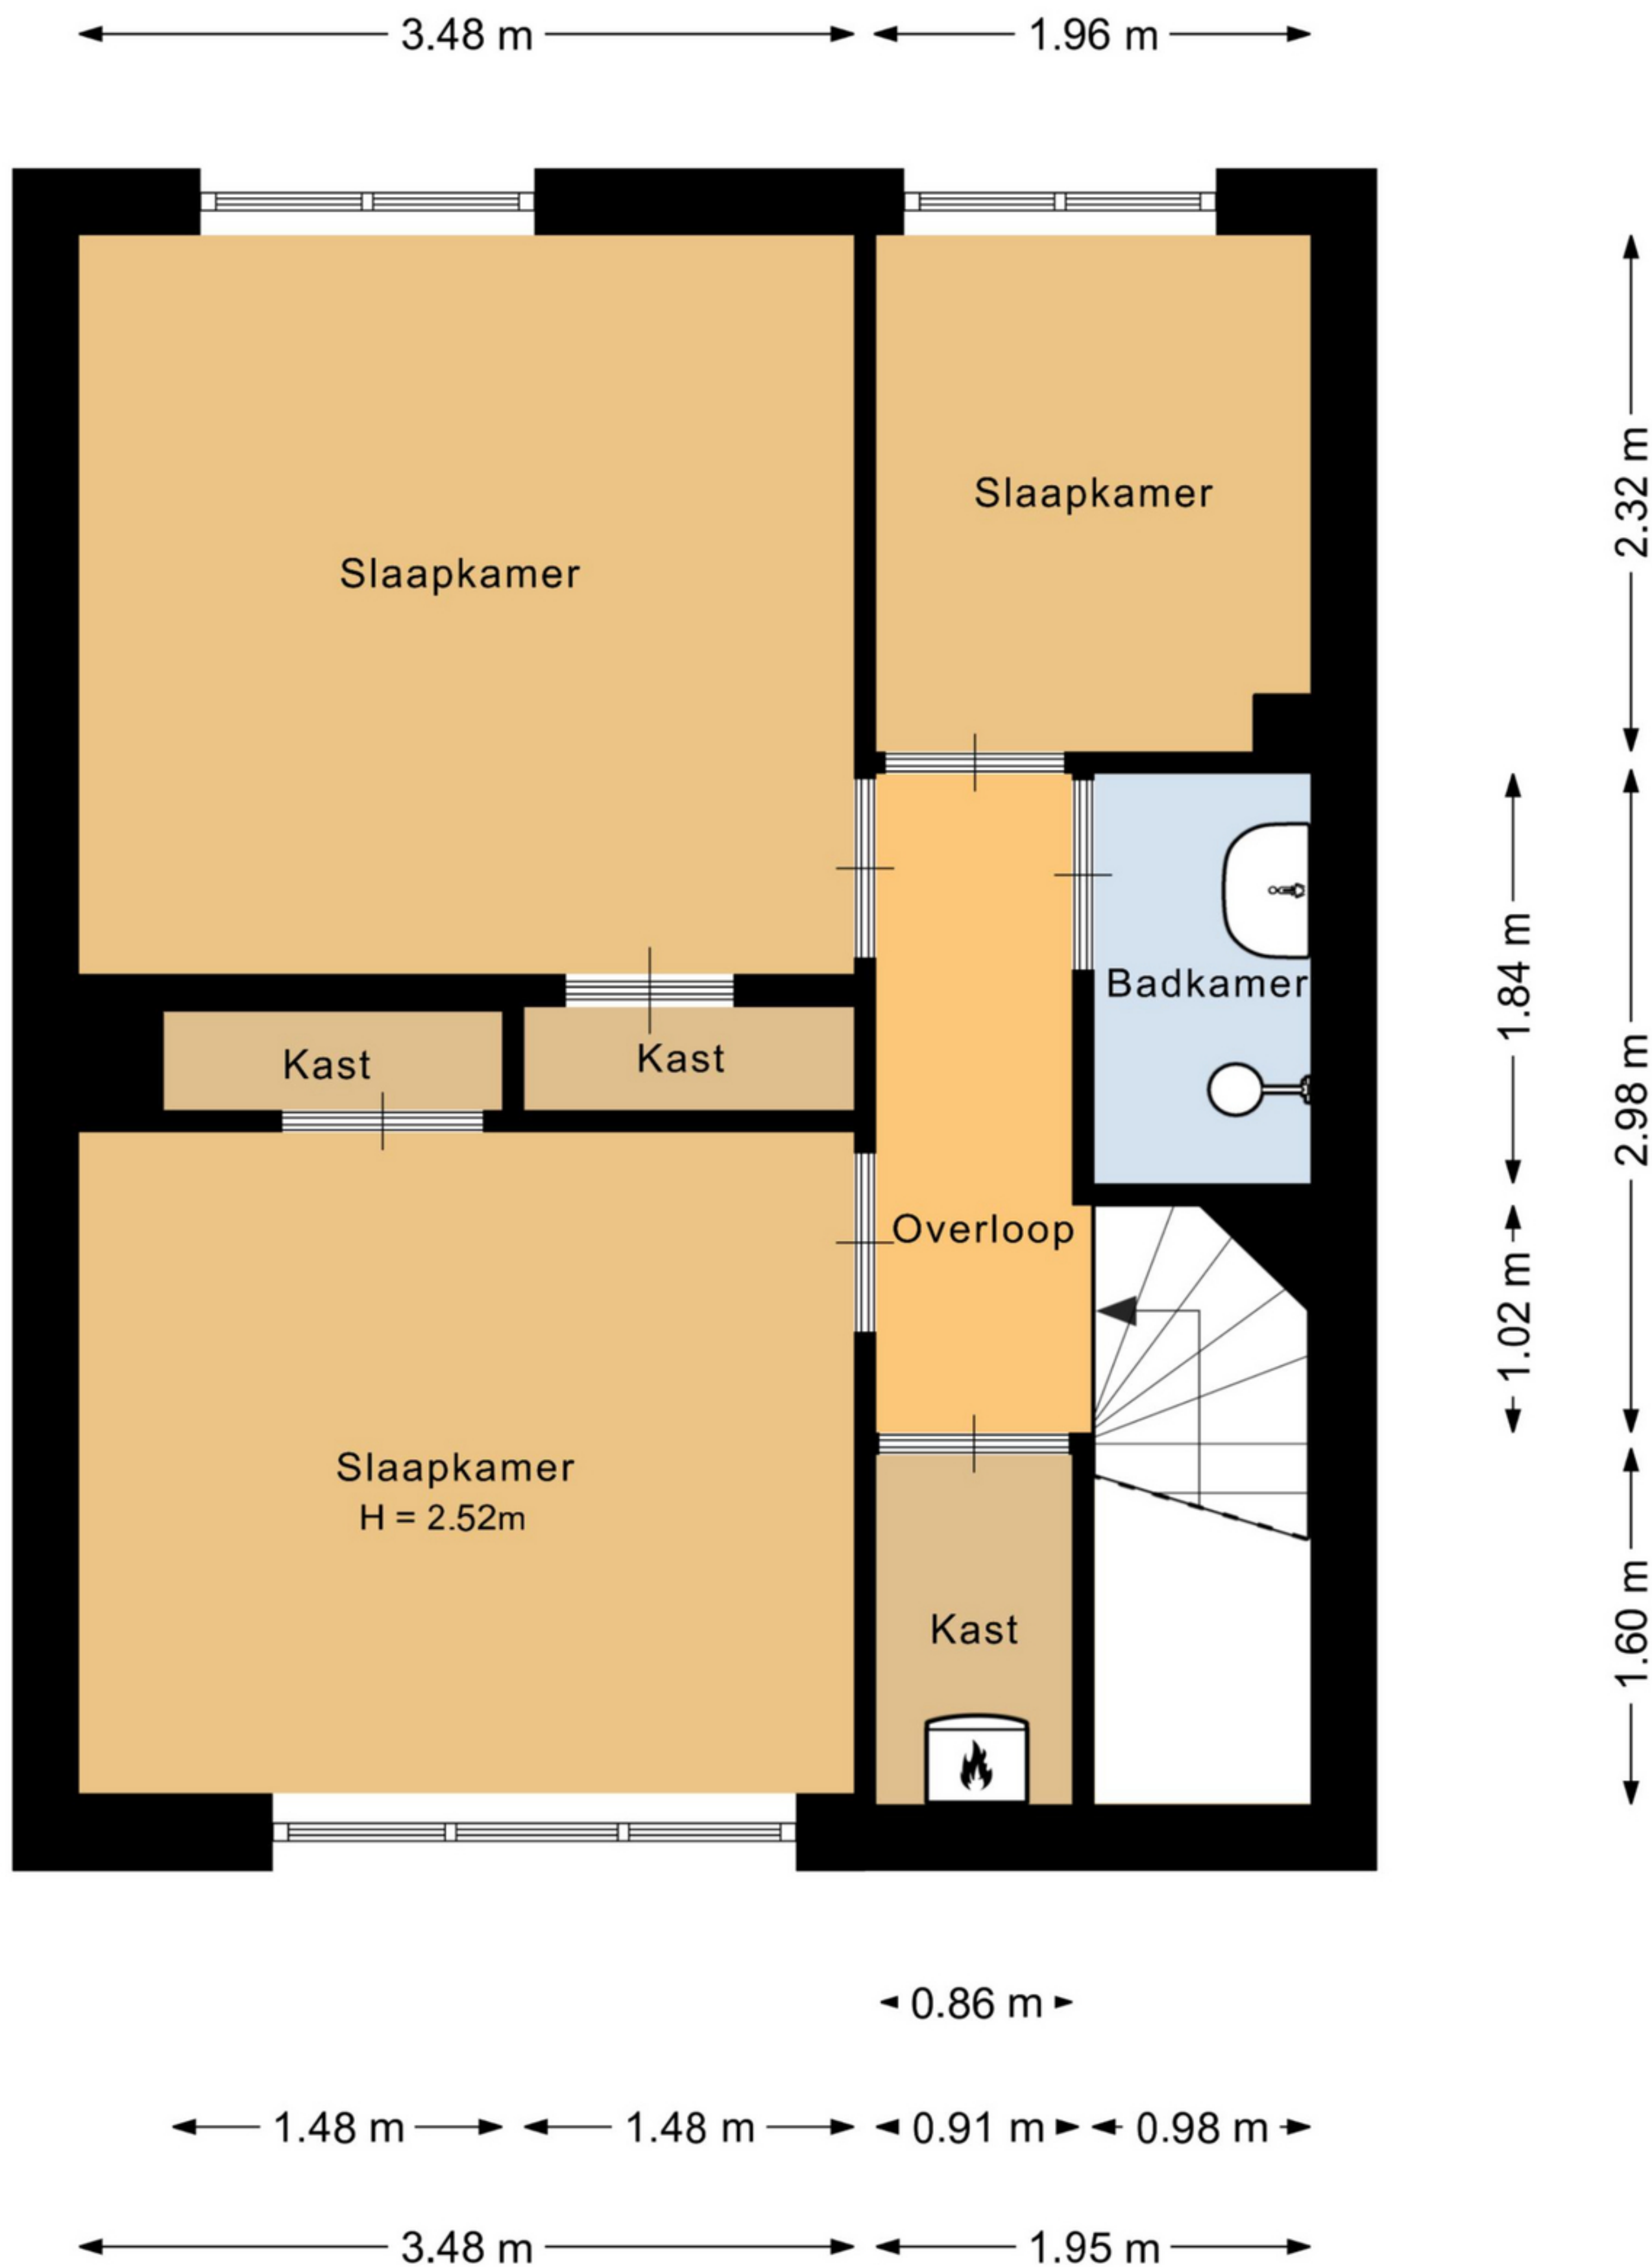 3.48 m
1.96 m
Slaapkamer
Slaapkamer
2.32 m
Badkamer
1.84 m
2.98 m
Kast
Kast
Overloop
1.02 m
Slaapkamer
H = 2.52m
Kast
1.60 m
0.86 m
1.48 m
1.48 m
0.91 m
0.98 m
3.48 m
1.95 m